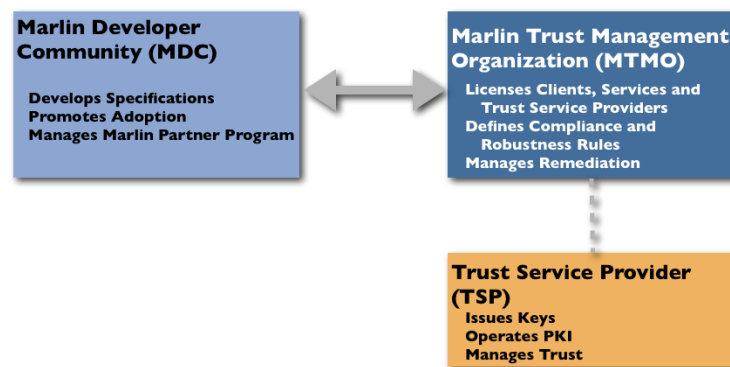 Marlin Developer
Community (MDC)
Develops Specifications
Promotes Adoption
Manages Marlin Partner Program
Marlin Trust Management
Organization (MTMO)
Licenses Clients, Services and
Trust Service Providers
Defines Compliance and
Robustness Rules
Manages Remediation
Trust Service Provider
(TSP)
Issues Keys
Operates PKI
Manages Trust